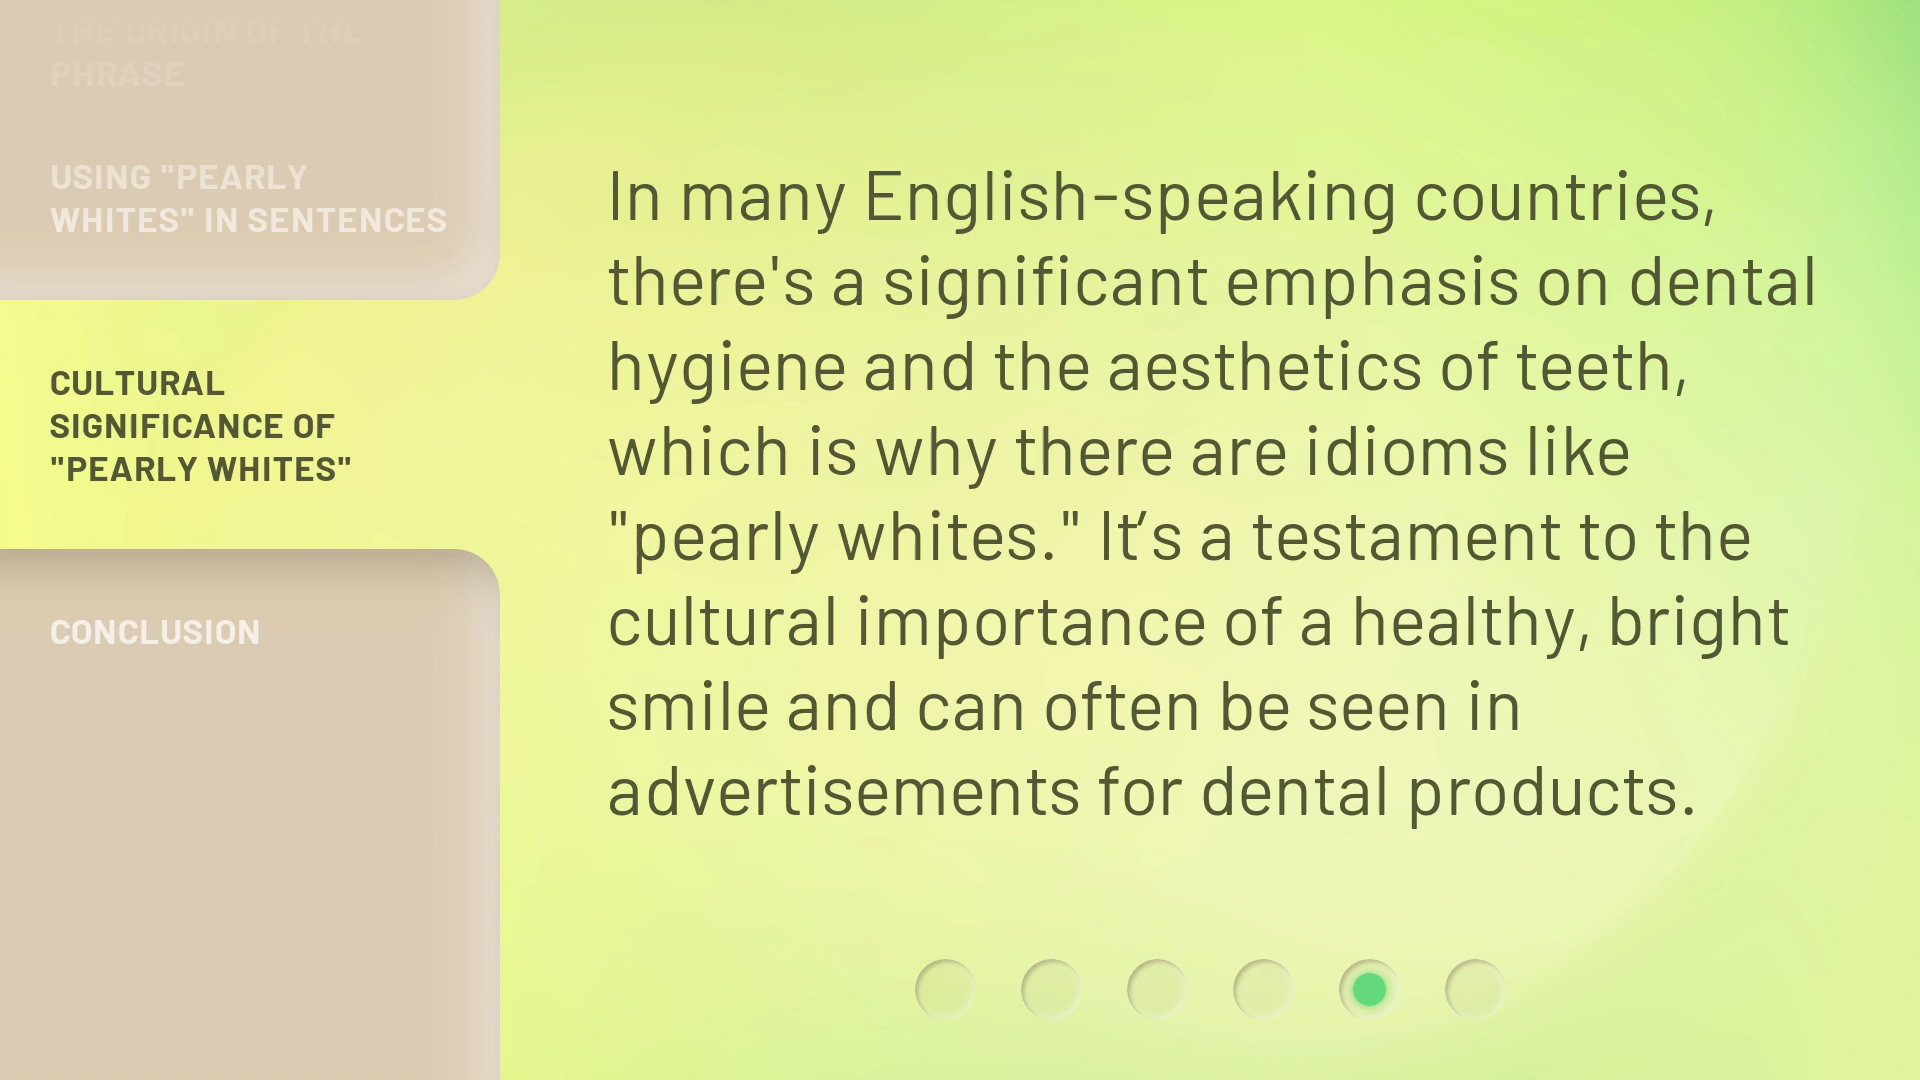 THE ORIGIN OF THE
PHRASE
USING "PEARLY
WHITES" IN SENTENCES
CULTURAL
SIGNIFICANCE OF
"PEARLY WHITES"
CONCLUSION
In many English-speaking countries,
there's a significant emphasis on dental
hygiene and the aesthetics of teeth,
which is why there are idioms like
"pearly whites." It’s a testament to the
cultural importance of a healthy, bright
smile and can often be seen in
advertisements for dental products.